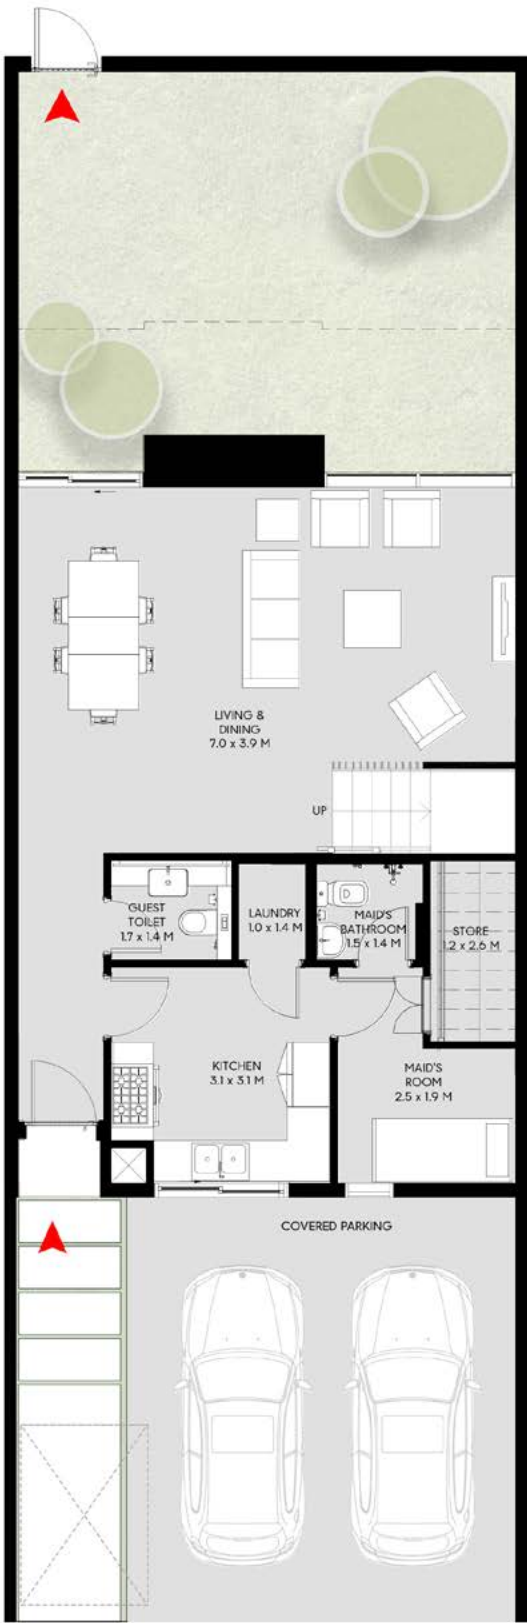 LIVING &
DINING
7.0 x 3.9 M
UP
GUEST
TOILET
1.7 x 1.4 M
LAUNDRY
1.0 x 1.4 M
MAID'S
BATHROOM
1.5 x 1.4 M
STORE
1.2 x 2.6 M
KITCHEN
3.1 x 3.1 M
MAID'S
ROOM
2.5 x 1.9 M
COVERED PARKING